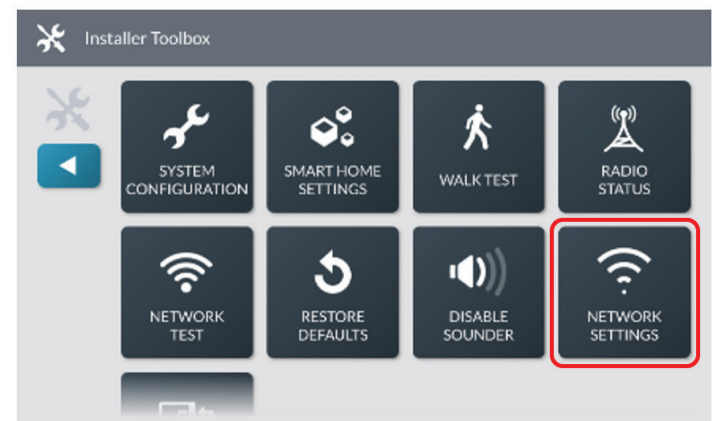 Installer Toolbox
SYSTEM
CONFIGURATION
SMART HOME
SETTINGS
WALK TEST
RADIO
STATUS
NETWORK
TEST
RESTORE
DEFAULTS
DISABLE
SOUNDER
NETWORK
SETTINGS